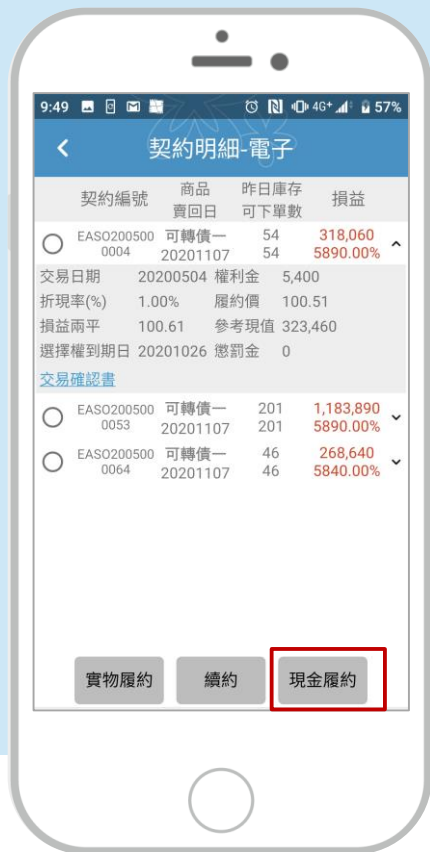 9:49 4G+ 57%
契約明細-電子
契約編號 商品 賣回日 昨日庫存 可下單數 損益
EASO200500 可轉債一 54 318,060
0004 20201107 54 5890.00%
交易日期 20200504 權利金 5,400
折現率(%) 1.00% 履約價 100.51
損益兩平 100.61 參考現值 323,460
選擇權到期日 20201026 懲罰金 0
交易確認書
EASO200500 可轉債一 201 1,183,890
0053 20201107 201 5890.00%
EASO200500 可轉債一 46 268,640
0064 20201107 46 5840.00%
實物履約 續約 現金履約